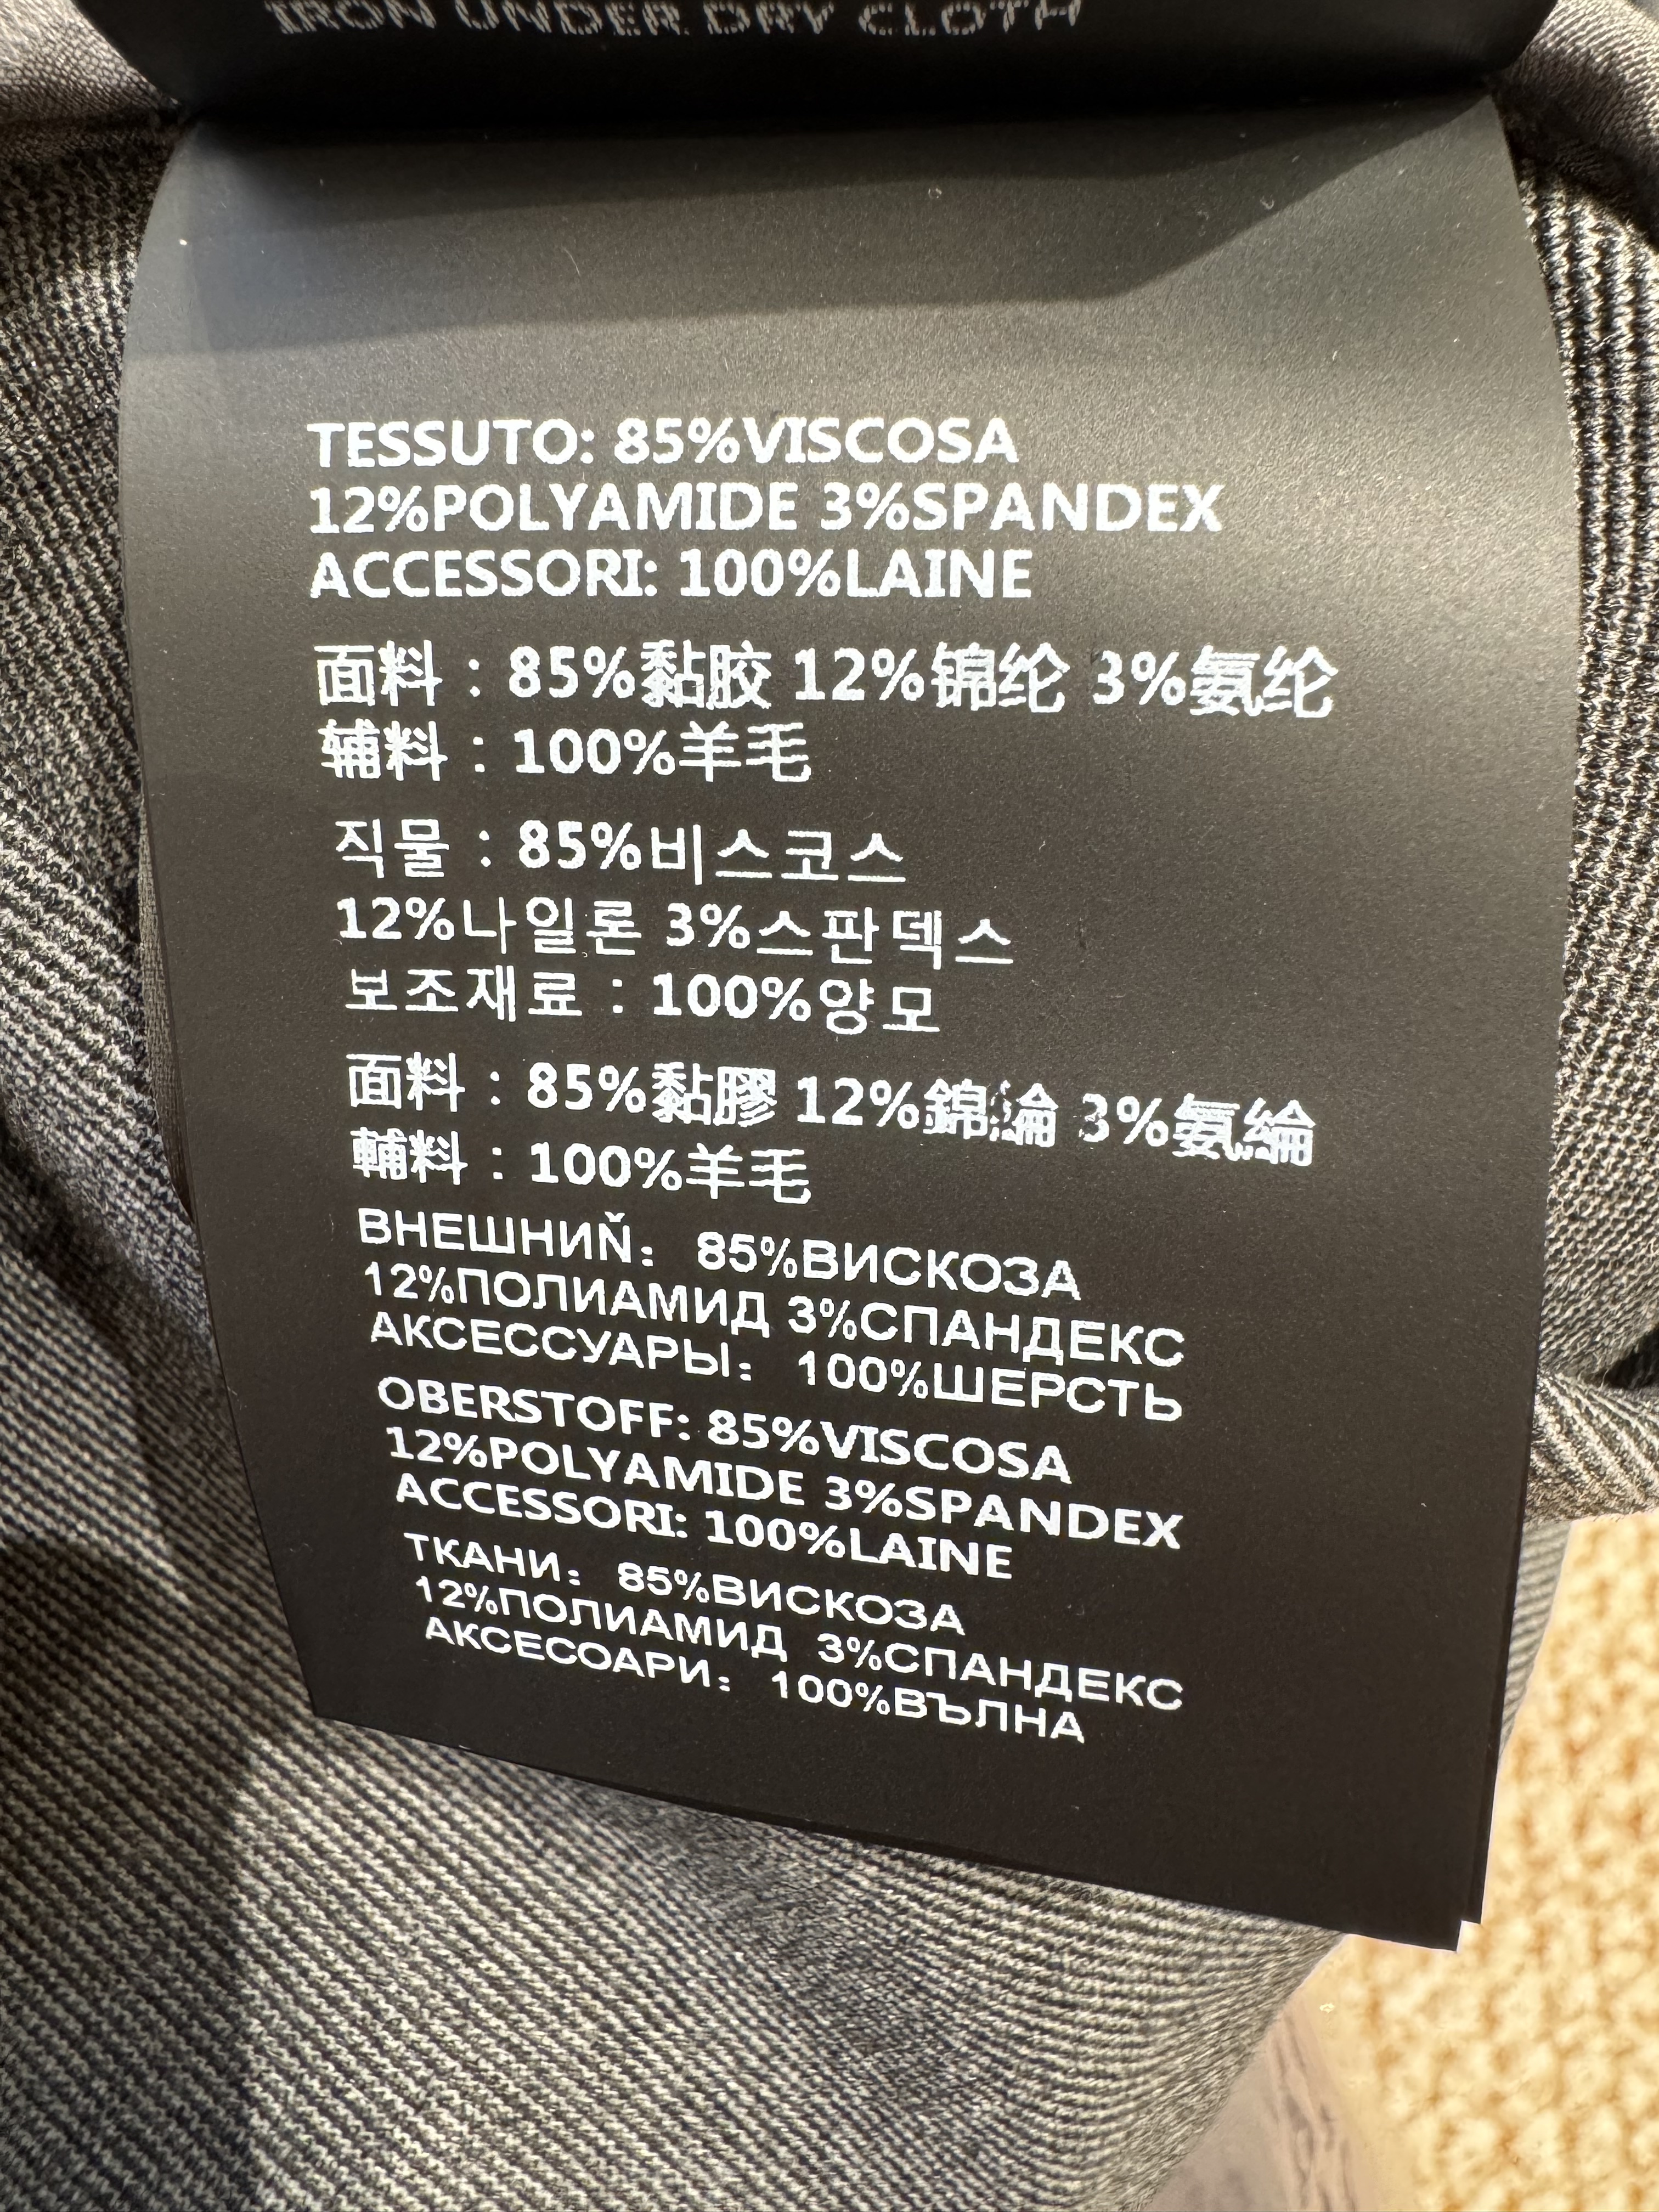 IRON UNDER DRY CLOTH
TESSUTO: 85%VISCOSA
12%POLYAMIDE 3%SPANDEX
ACCESSORI: 100%LAINE
面料：85%黏胶 12%锦纶 3%氨纶
辅料：100%羊毛
직물：85%비스코스
12%나일론 3%스판덱스
보조재료：100%양모
面料：85%黏膠 12%錦綸 3%氨綸
輔料：100%羊毛
ВНЕШНИЙ： 85%ВИСКОЗА
12%ПОЛИАМИД 3%СПАНДЕКС
АКСЕССУАРЫ： 100%ШЕРСТЬ
OBERSTOFF: 85%VISCOSA
12%POLYAMIDE 3%SPANDEX
ACCESSORI: 100%LAINE
ТКАНИ： 85%ВИСКОЗА
12%ПОЛИАМИД 3%СПАНДЕКС
АКСЕСОАРИ： 100%ВЪЛНА